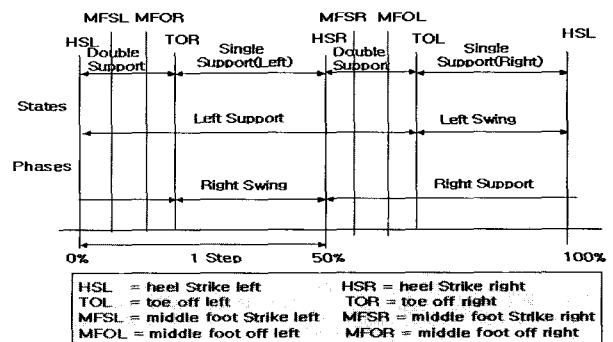 MFSL MFOR MFSR MFOL
HSL TOR HSR TOL HSL
Double Support Single Support(Left) Double Support Single Support(Right)
States
Left Support Left Swing
Phases
Right Swing Right Support
0% 1 Step 50% 100%
HSL = heel Strike left HSR = heel Strike right
TOL = toe off left TOR = toe off right
MFSL = middle foot Strike left MFSR = middle foot Strike right
MFOL = middle foot off left MFOR = middle foot off right